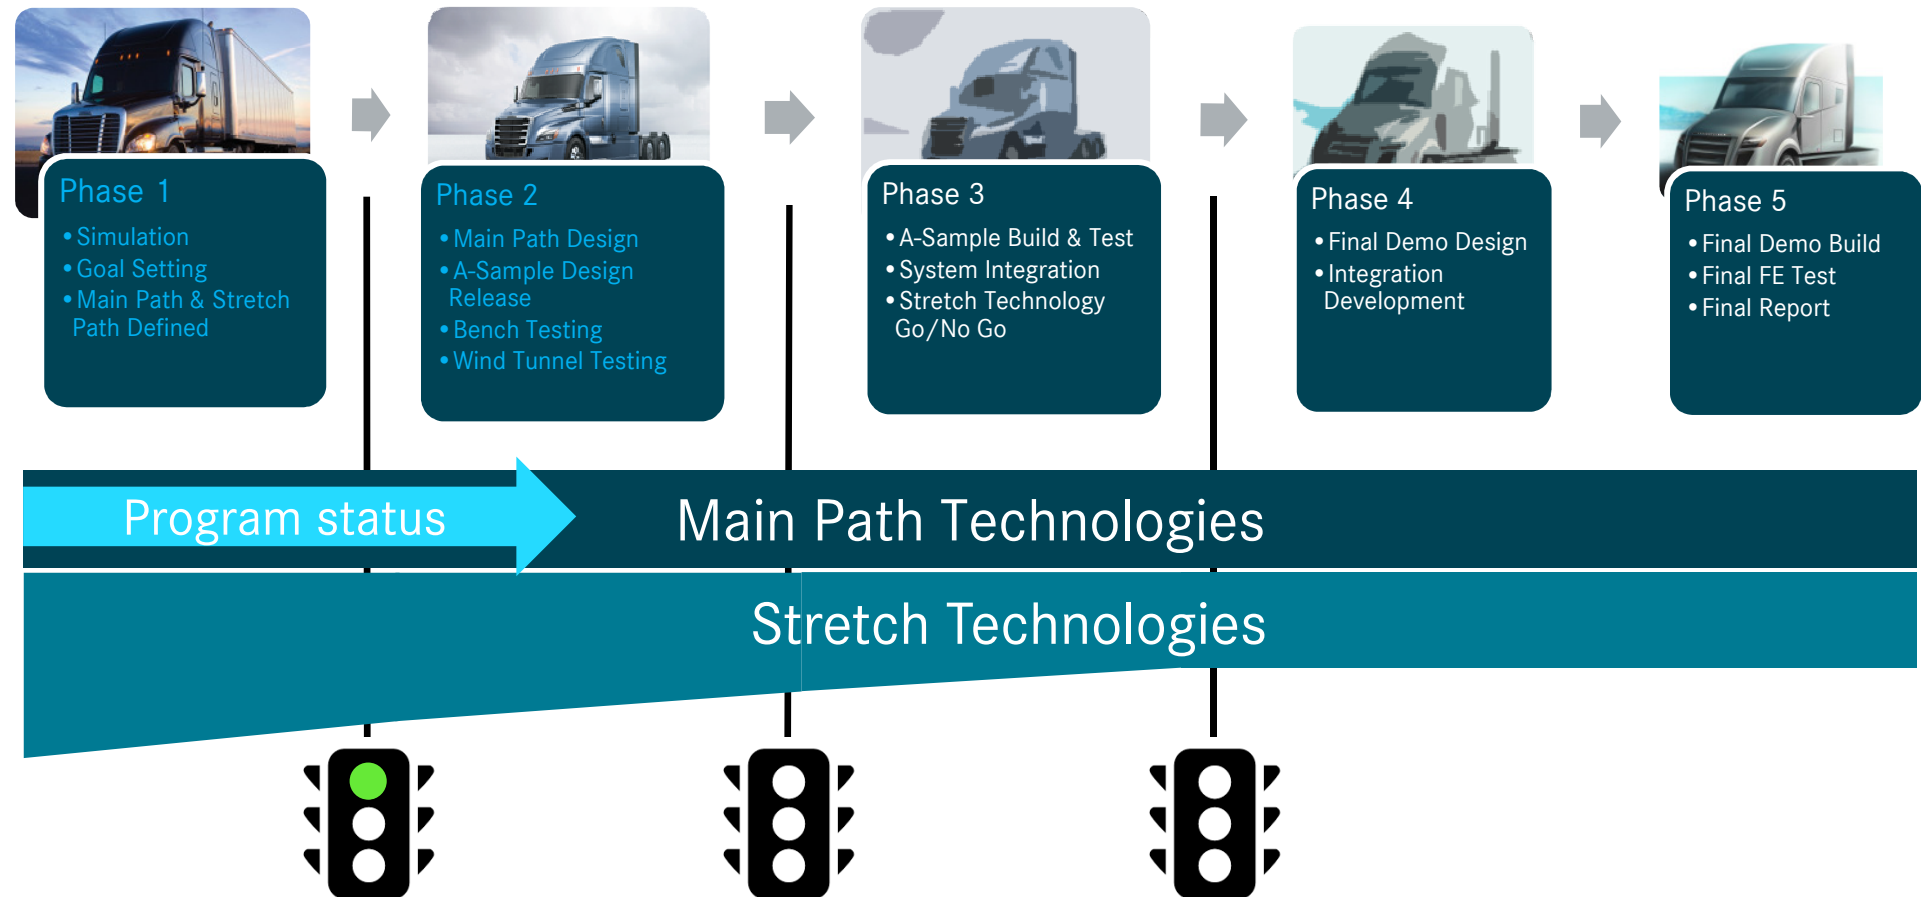 Phase 1
• Simulation
• Goal Setting
• Main Path & Stretch
Path Defined
Phase 2
• Main Path Design
• A-Sample Design
Release
• Bench Testing
• Wind Tunnel Testing
Phase 3
• A-Sample Build & Test
• System Integration
• Stretch Technology
Go/No Go
Phase 4
• Final Demo Design
• Integration
Development
Phase 5
• Final Demo Build
• Final FE Test
• Final Report
Program status
Main Path Technologies
Stretch Technologies